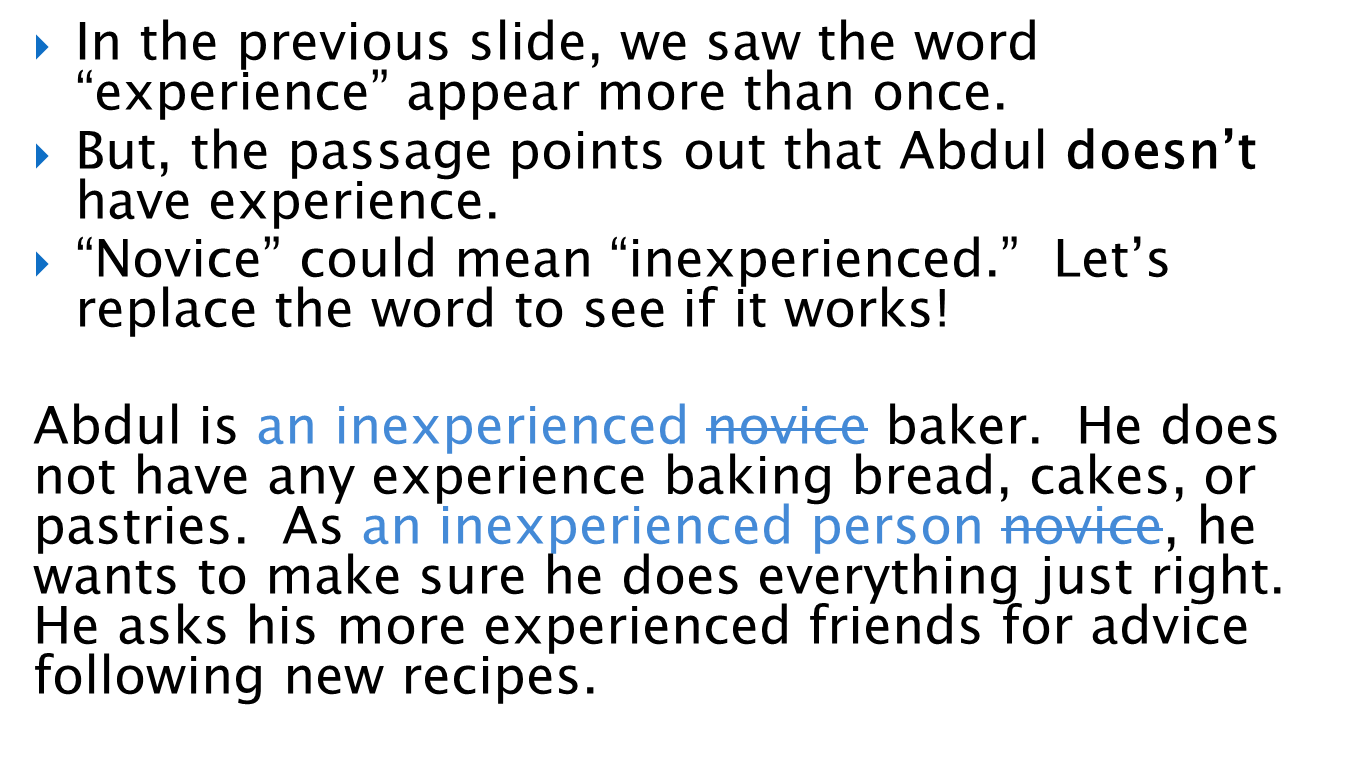 In the previous slide, we saw the word
“experience” appear more than once.
But, the passage points out that Abdul doesn’t
have experience.
“Novice” could mean “inexperienced.”  Let’s
replace the word to see if it works!
Abdul is an inexperienced novice baker.  He does
not have any experience baking bread, cakes, or
pastries.  As an inexperienced person novice, he
wants to make sure he does everything just right.
He asks his more experienced friends for advice
following new recipes.